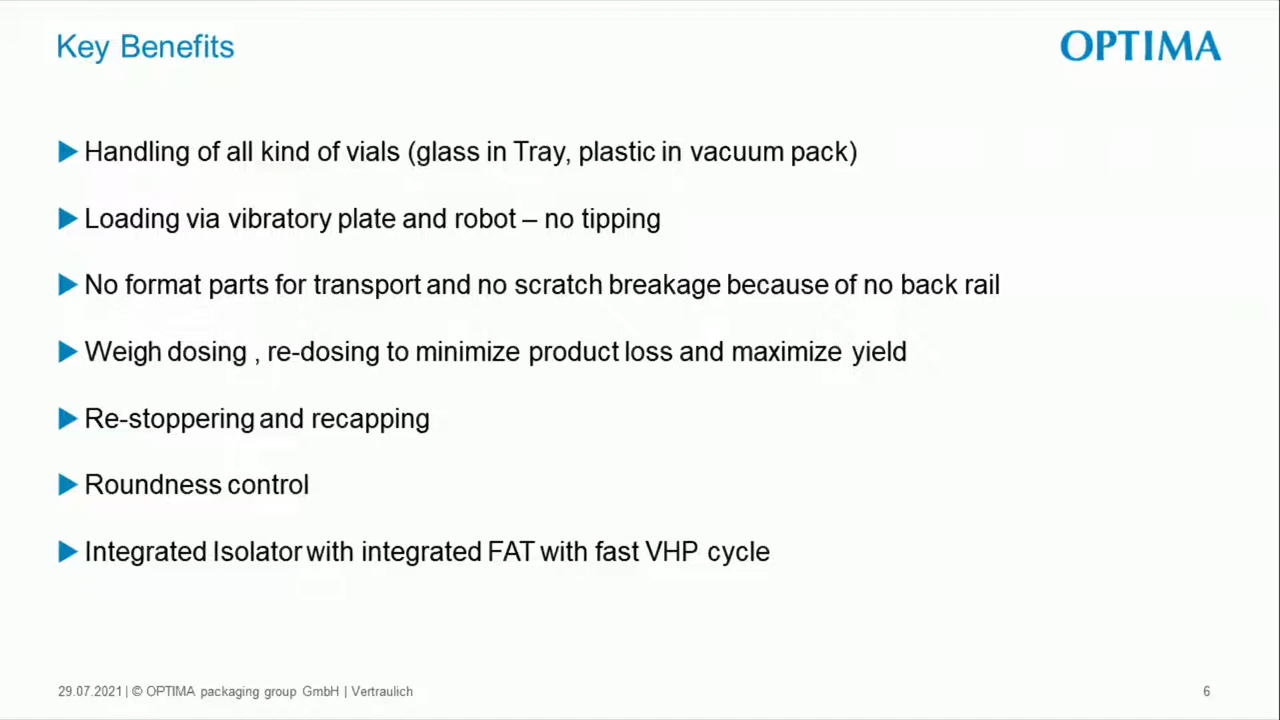 Key Benefits
OPTIMA
Handling of all kind of vials (glass in Tray, plastic in vacuum pack)
Loading via vibratory plate and robot – no tipping
No format parts for transport and no scratch breakage because of no back rail
Weigh dosing , re-dosing to minimize product loss and maximize yield
Re-stoppering and recapping
Roundness control
Integrated Isolator with integrated FAT with fast VHP cycle
29.07.2021 | © OPTIMA packaging group GmbH | Vertraulich
6